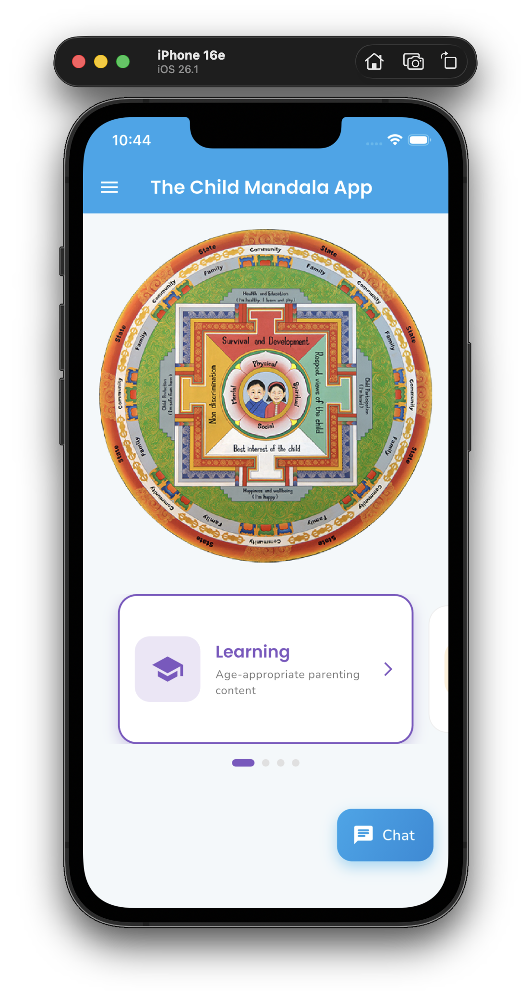 iPhone 16e
iOS 26.1
10:44
The Child Mandala App
State
State
Community
Family
Family
Community
Community
Health and Education
(I'm healthy, I learn and play)
State
State
Family
Family
Survival and Development
Physical
Mental
Spiritual
Social
Non discrimination
Respect views of the child
Best interest of the child
Child Protection
(I'm safe from harm)
Child Participation
(I'm heard)
Community
Community
Family
Family
State
State
Happiness and wellbeing
(I'm happy)
Community
Community
Family
Family
Community
State
State
Learning
Age-appropriate parenting
content
Chat